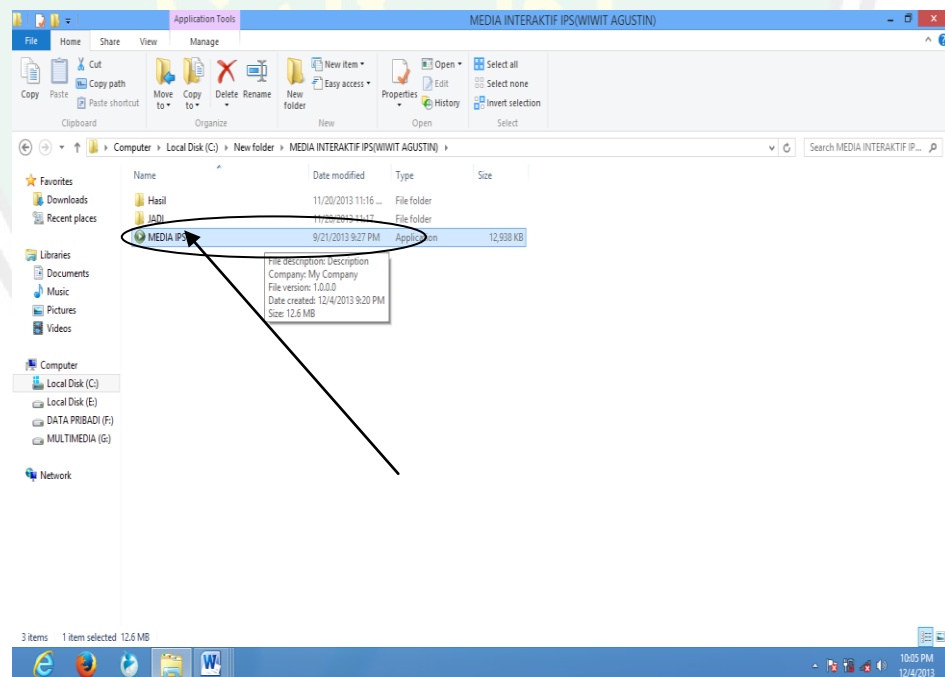 Application Tools
MEDIA INTERAKTIF IPS(WIWIT AGUSTIN)
File Home Share View Manage
Copy
Paste
Cut
Copy path
Paste shortcut
Move to
Copy to
Delete
Rename
New folder
New item
Easy access
Properties
Open
Edit
History
Select all
Select none
Invert selection
Clipboard Organize New Open Select
Computer Local Disk (C:) New folder MEDIA INTERAKTIF IPS(WIWIT AGUSTIN)
Search MEDIA INTERAKTIF IP...
Name Date modified Type Size
Hasil 11/20/2013 11:16 ... File folder
JADI 11/20/2013 11:17 File folder
MEDIA IPS 9/21/2013 9:27 PM Application 12,938 KB
File description: Description
Company: My Company
File version: 1.0.0.0
Date created: 12/4/2013 9:20 PM
Size: 12.6 MB
Favorites
Downloads
Recent places
Libraries
Documents
Music
Pictures
Videos
Computer
Local Disk (C:)
Local Disk (E:)
DATA PRIBADI (F:)
MULTIMEDIA (G:)
Network
3 items 1 item selected 12.6 MB
10:05 PM
12/4/2013